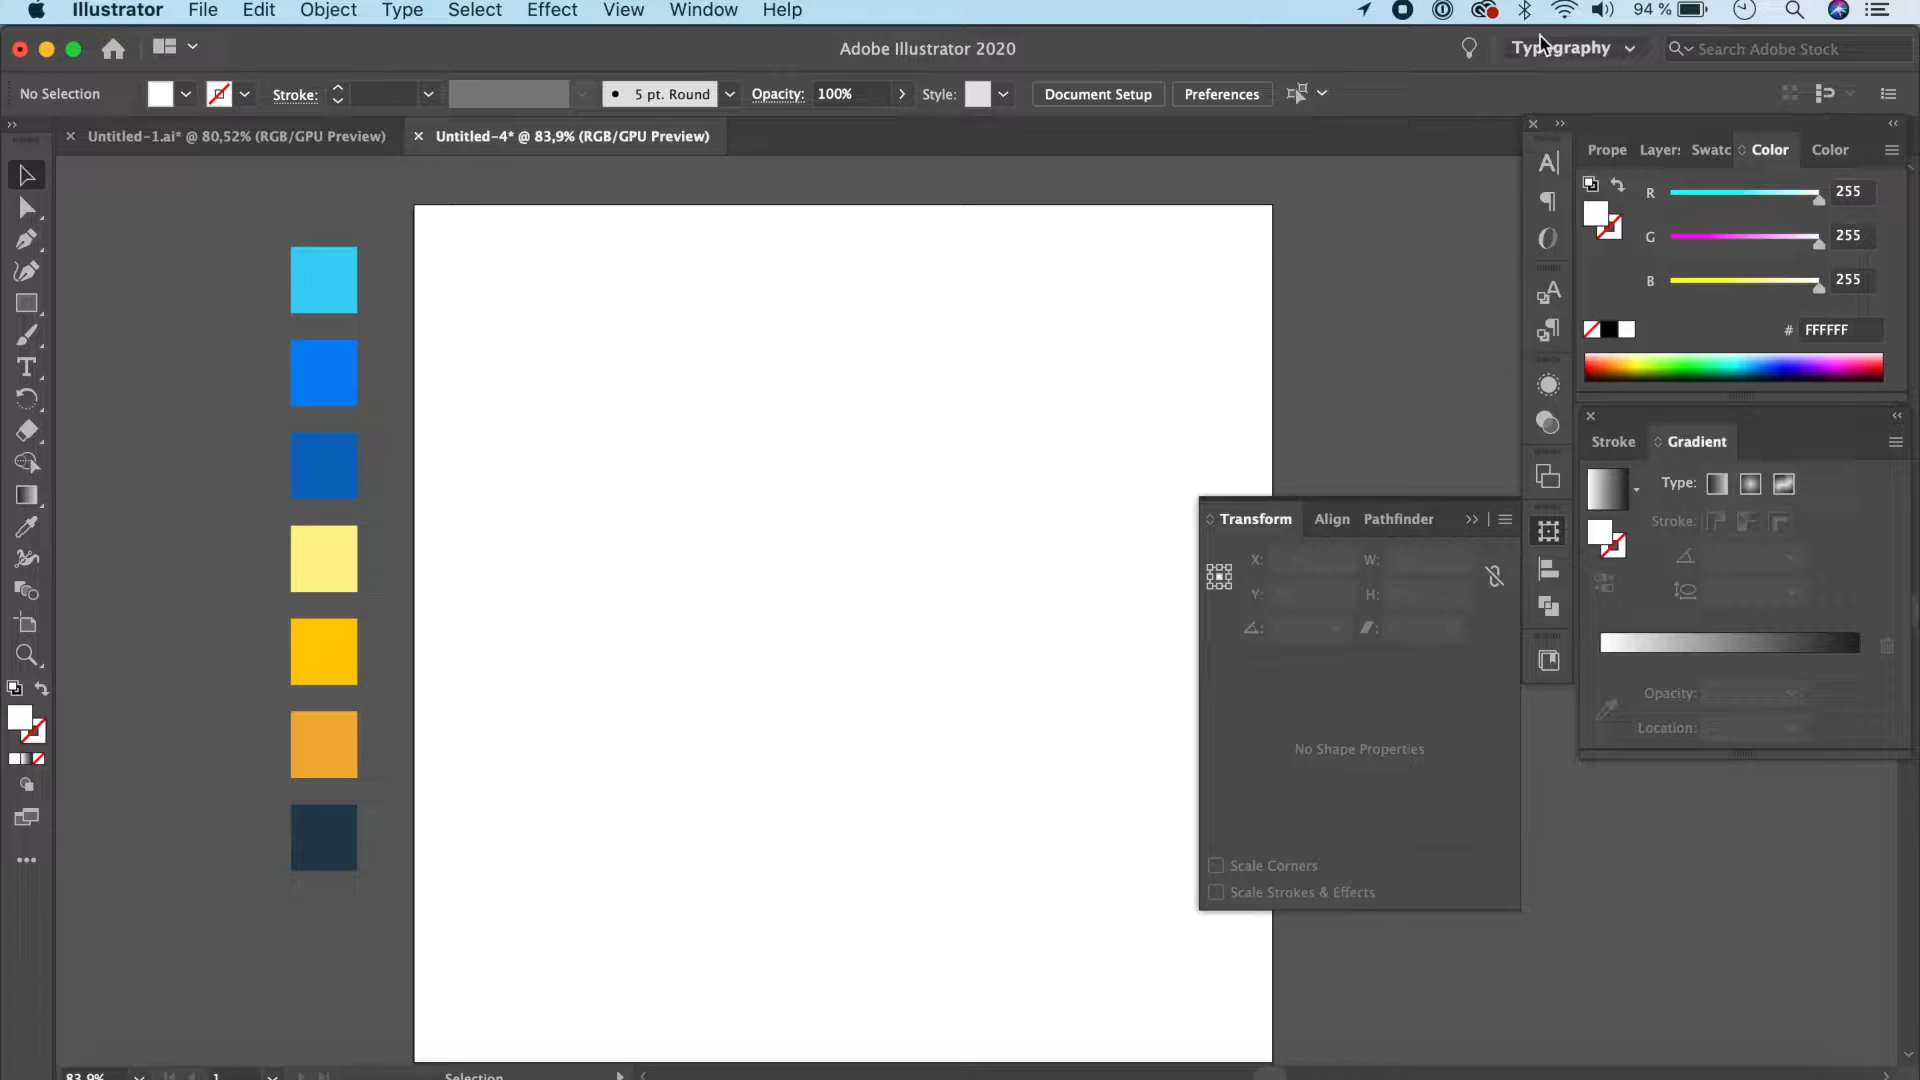 Illustrator File Edit Object Type Select Effect View Window Help 94 %
Adobe Illustrator 2020 Typography Search Adobe Stock
No Selection Stroke: 5 pt. Round Opacity: 100% Style: Document Setup Preferences
Untitled-1.ai* @ 80,52% (RGB/GPU Preview) Untitled-4* @ 83,9% (RGB/GPU Preview)
Prope Layer: Swatc Color Color
R 255
G 255
B 255
# FFFFFF
Stroke Gradient
Type:
Stroke:
Transform Align Pathfinder
X: W:
Y: H:
Opacity:
Location:
No Shape Properties
Scale Corners
Scale Strokes & Effects
83,9% 1 Selection